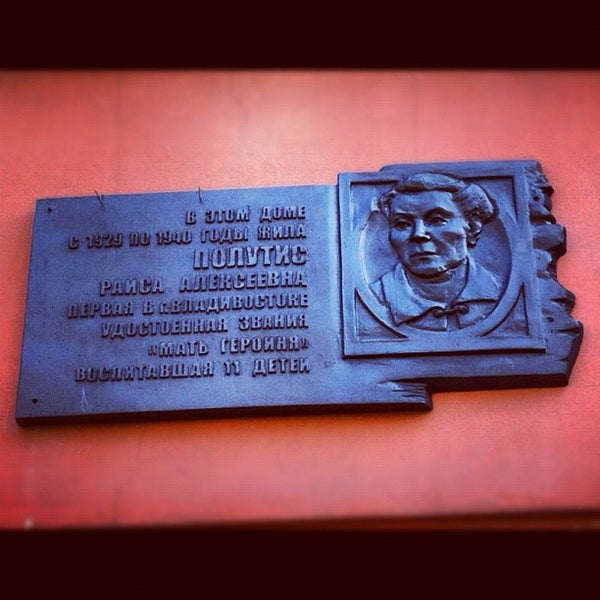 В ЭТОМ ДОМЕ
С 1929 ПО 1940 ГОДЫ ЖИЛА
ПОЛУТИС
РАИСА АЛЕКСЕЕВНА
ПЕРВАЯ В Г.ВЛАДИВОСТОКЕ
УДОСТОЕННАЯ ЗВАНИЯ
«МАТЬ ГЕРОИНЯ»
ВОСПИТАВШАЯ 11 ДЕТЕЙ